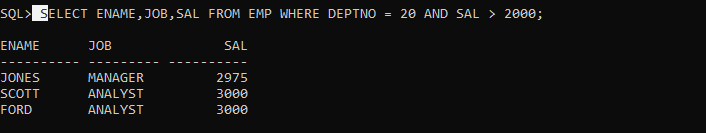 SQL> SELECT ENAME,JOB,SAL FROM EMP WHERE DEPTNO = 20 AND SAL > 2000;
ENAME      JOB              SAL
---------- --------- ----------
JONES      MANAGER         2975
SCOTT      ANALYST         3000
FORD       ANALYST         3000